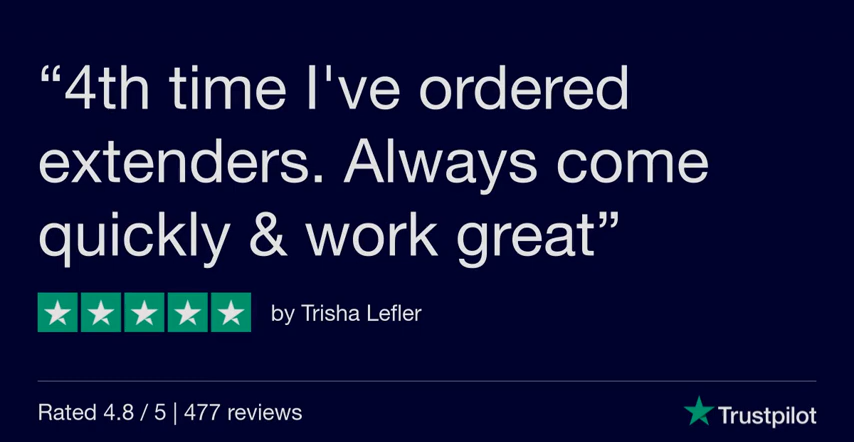 “4th time I've ordered
extenders. Always come
quickly & work great”
by Trisha Lefler
Rated 4.8 / 5 | 477 reviews
Trustpilot